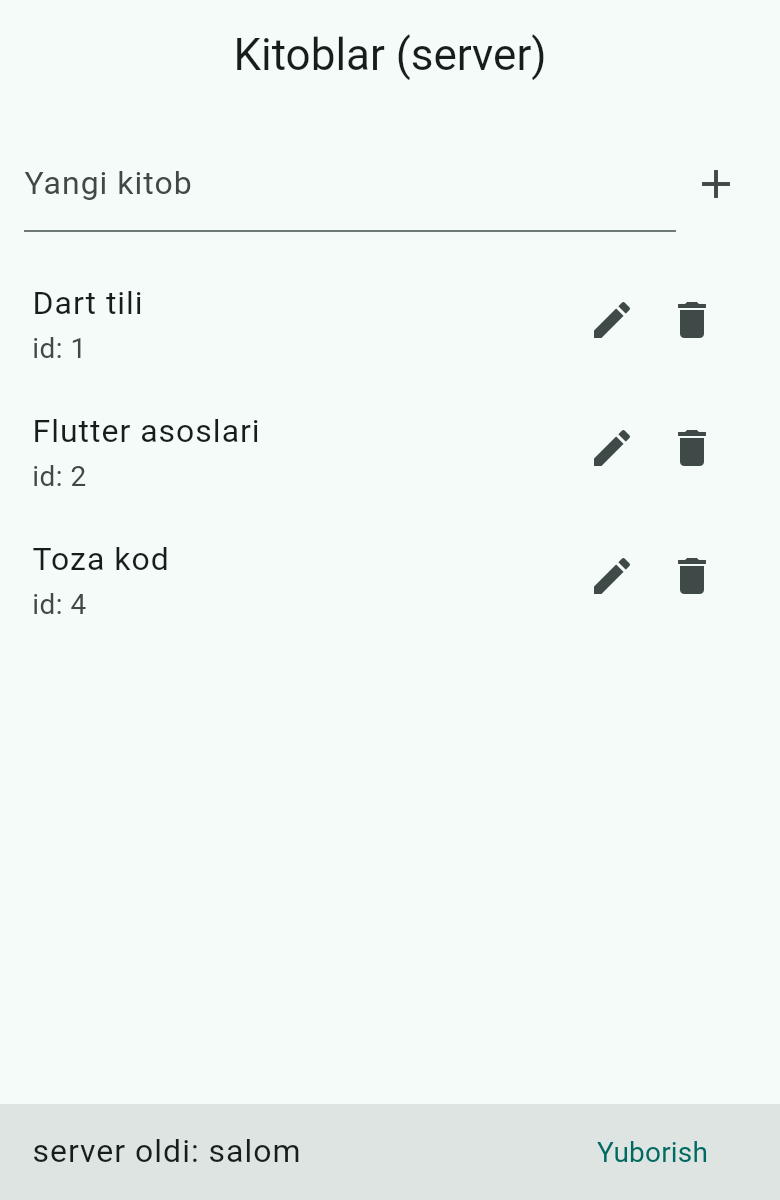 Kitoblar (server)
Yangi kitob
Dart tili
id: 1
Flutter asoslari
id: 2
Toza kod
id: 4
server oldi: salom
Yuborish